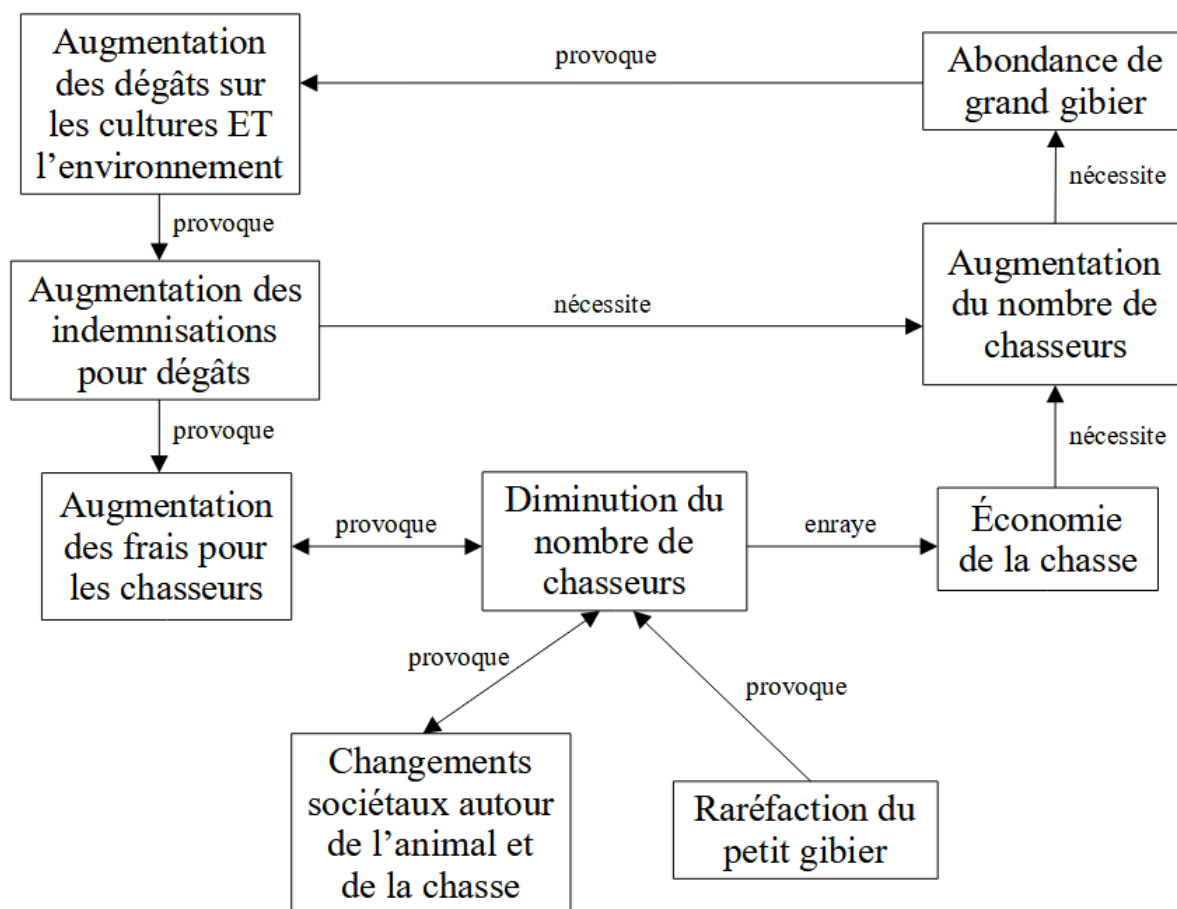 Augmentation
des dégâts sur
les cultures ET
l’environnement
provoque
Abondance de
grand gibier
provoque
nécessite
Augmentation des
indemnisations
pour dégâts
nécessite
Augmentation
du nombre de
chasseurs
provoque
nécessite
Augmentation
des frais pour
les chasseurs
provoque
Diminution du
nombre de
chasseurs
enraye
Économie
de la chasse
provoque
provoque
Changements
sociétaux autour
de l’animal et
de la chasse
Raréfaction du
petit gibier